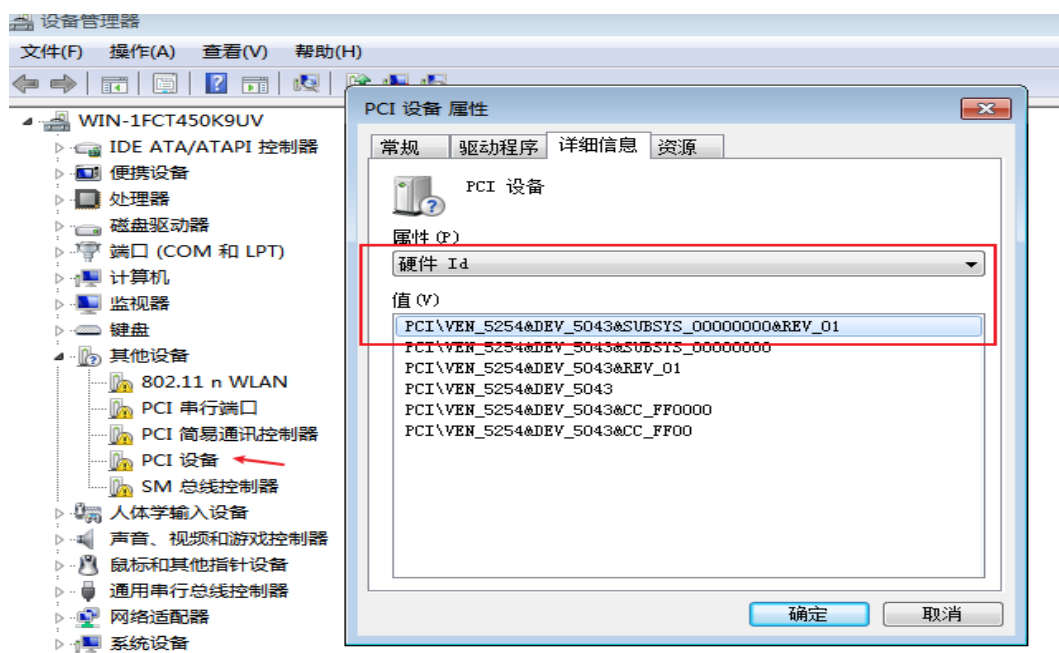 设备管理器
文件(F) 操作(A) 查看(V) 帮助(H)
WIN-1FCT450K9UV
IDE ATA/ATAPI 控制器
便携设备
处理器
磁盘驱动器
端口 (COM 和 LPT)
计算机
监视器
键盘
其他设备
802.11 n WLAN
PCI 串行端口
PCI 简易通讯控制器
PCI 设备
SM 总线控制器
人体学输入设备
声音、视频和游戏控制器
鼠标和其他指针设备
通用串行总线控制器
网络适配器
系统设备
PCI 设备 属性
常规 驱动程序 详细信息 资源
PCI 设备
属性(P)
硬件 Id
值(V)
PCI\VEN_5254&DEV_5043&SUBSYS_00000000&REV_01
PCI\VEN_5254&DEV_5043&SUBSYS_00000000
PCI\VEN_5254&DEV_5043&REV_01
PCI\VEN_5254&DEV_5043
PCI\VEN_5254&DEV_5043&CC_FF0000
PCI\VEN_5254&DEV_5043&CC_FF00
确定 取消